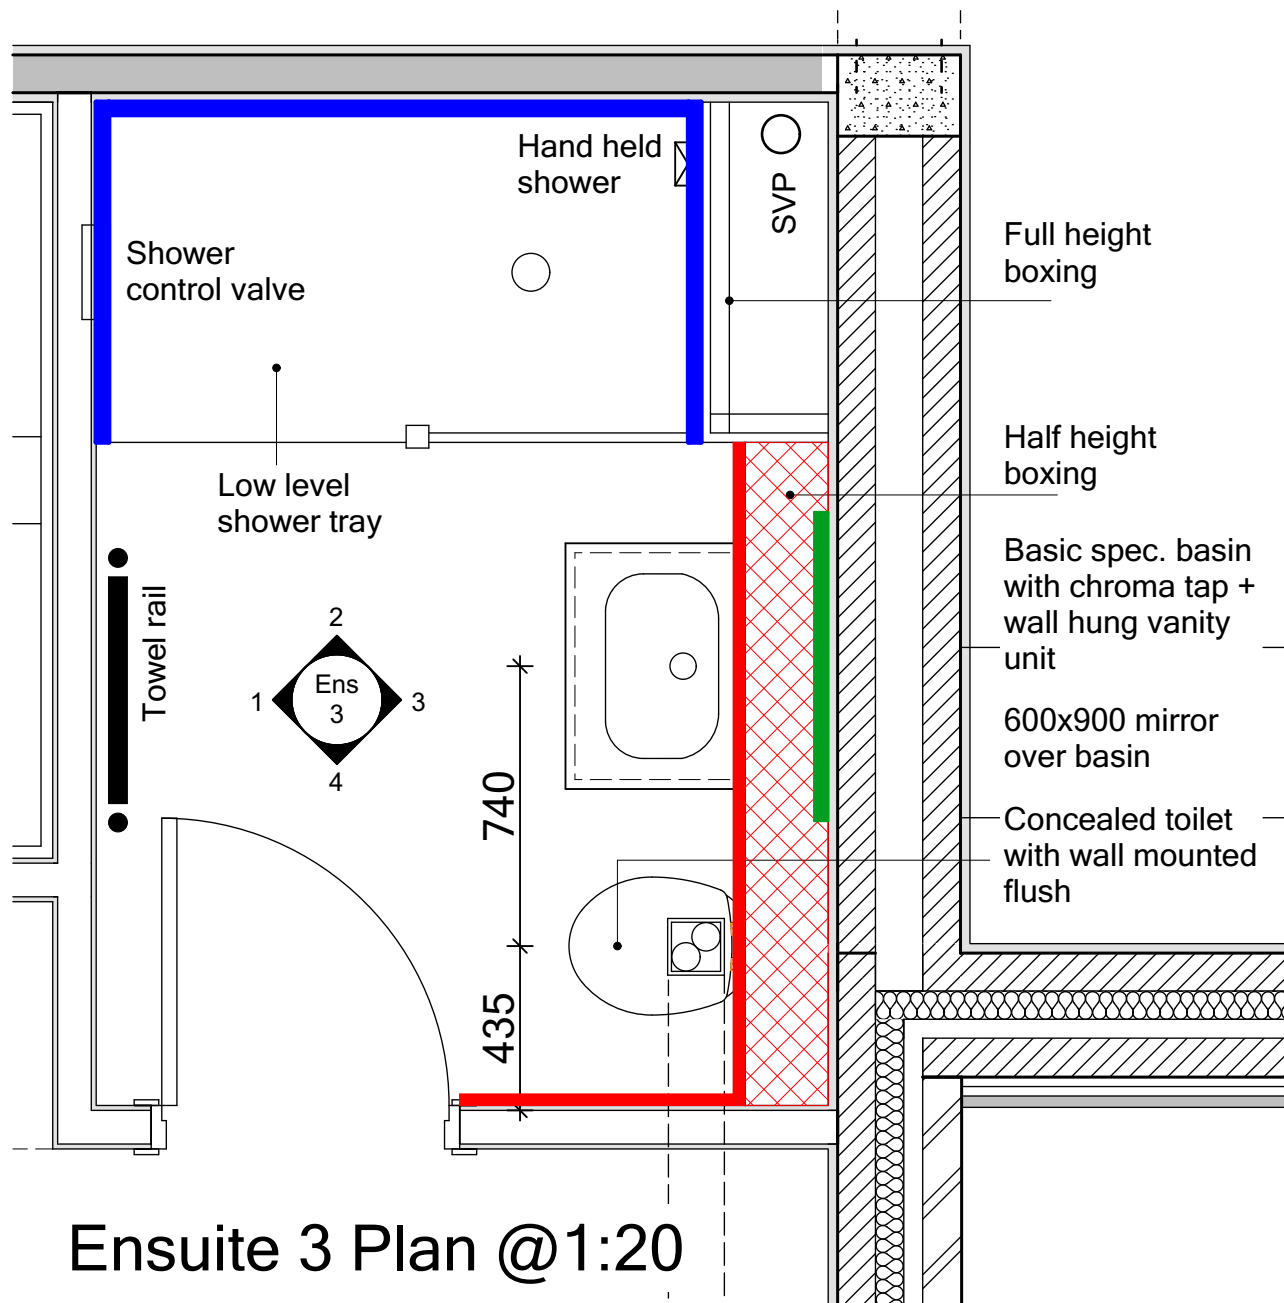 Hand held
shower
SVP
Shower
control valve
Full height
boxing
Low level
shower tray
Half height
boxing
Basic spec. basin
with chroma tap +
wall hung vanity
unit
600x900 mirror
over basin
Concealed toilet
with wall mounted
flush
Towel rail
2
1
Ens
3
3
4
740
435
Ensuite 3 Plan @1:20